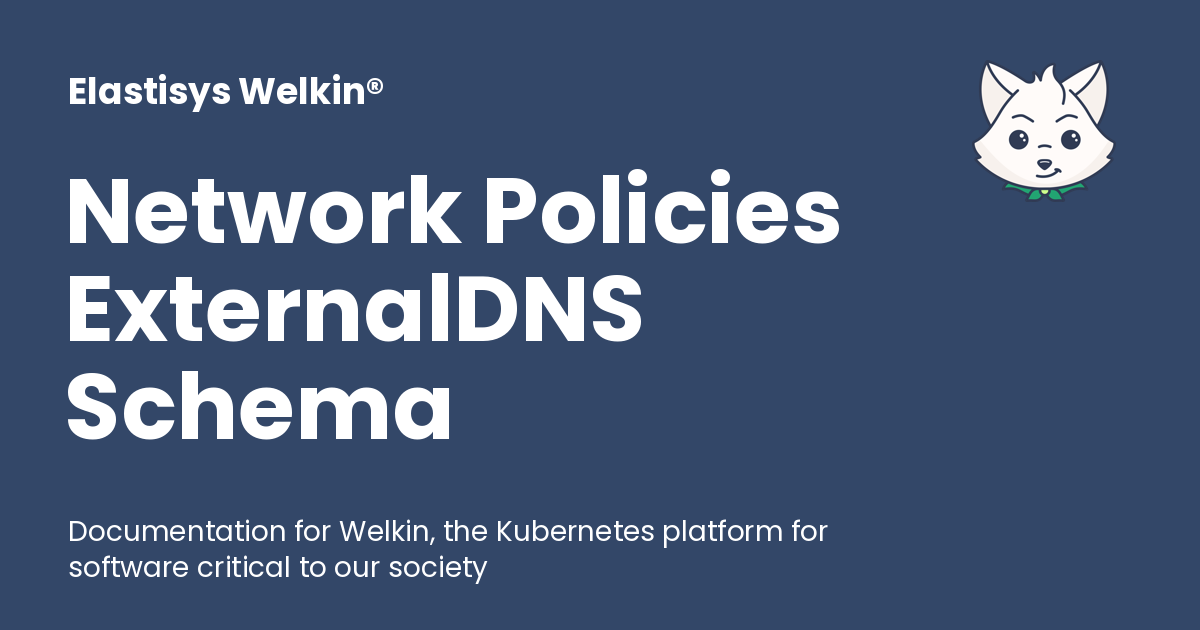 Elastisys Welkin®
Network Policies
ExternalDNS
Schema
Documentation for Welkin, the Kubernetes platform for
software critical to our society